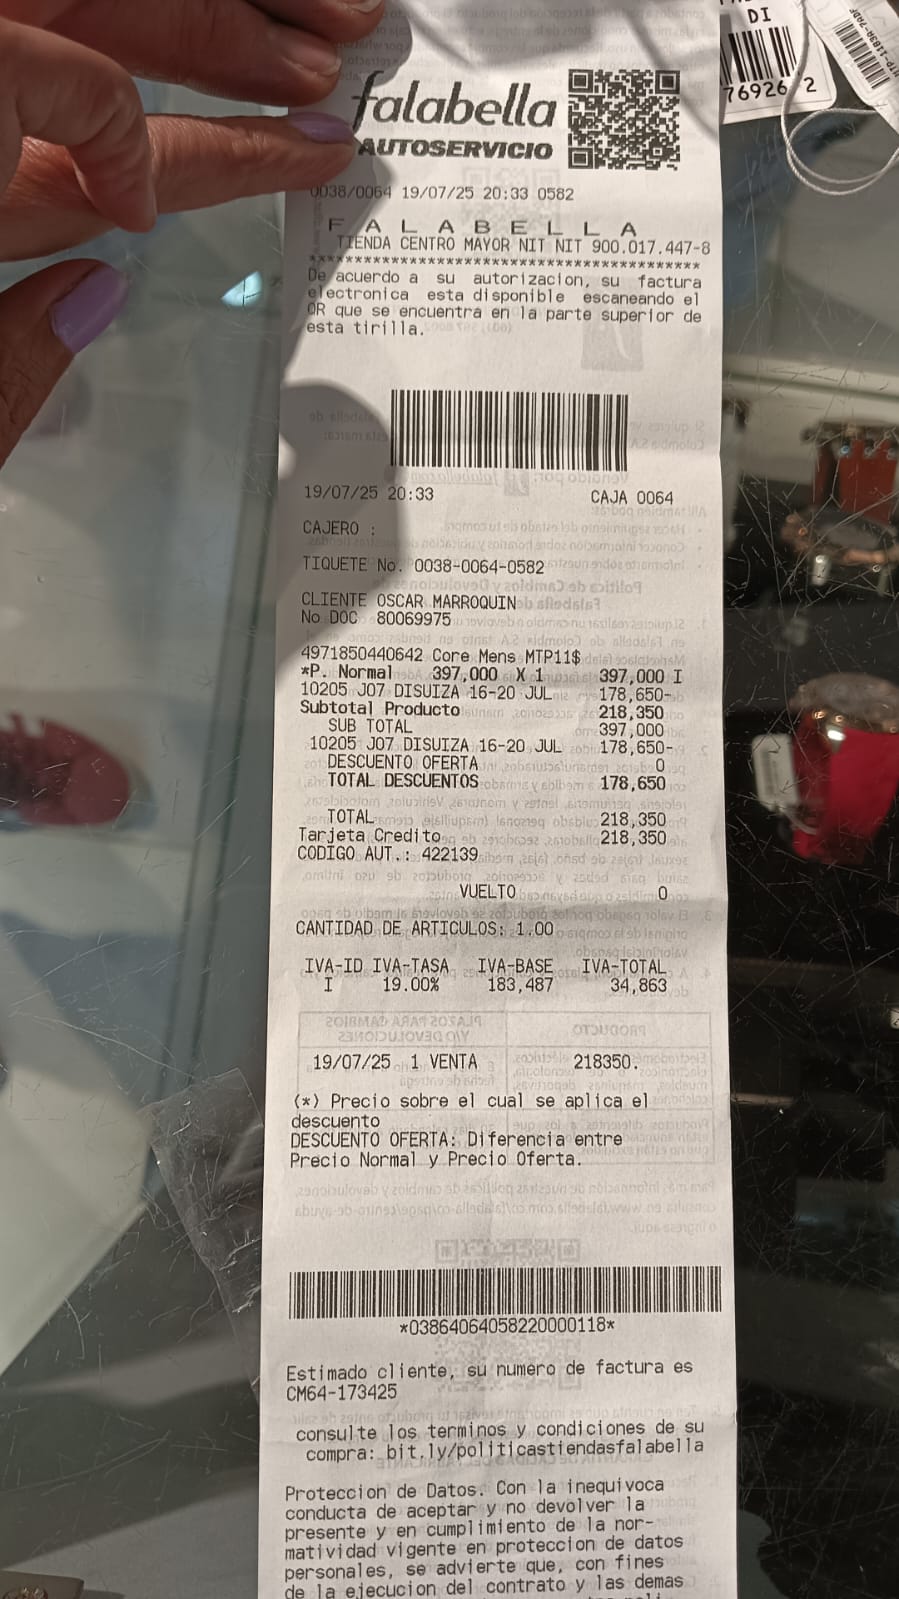 DI
76926 2
MTP-1183A-7ADF
falabella
AUTOSERVICIO
0038/0064 19/07/25 20:33 0582
F A L A B E L L A
TIENDA CENTRO MAYOR NIT NIT 900.017.447-8
******************************************
De acuerdo a su autorizacion, su factura
electronica esta disponible escaneando el
QR que se encuentra en la parte superior de
esta tirilla.
19/07/25 20:33 CAJA 0064
CAJERO :
TIQUETE No. 0038-0064-0582
CLIENTE OSCAR MARROQUIN
No DOC 80069975
4971850440642 Core Mens MTP11$
*P. Normal 397,000 X 1 397,000 I
10205 J07 DISUIZA 16-20 JUL 178,650-
Subtotal Producto 218,350
SUB TOTAL 397,000
10205 J07 DISUIZA 16-20 JUL 178,650-
DESCUENTO OFERTA 0
TOTAL DESCUENTOS 178,650
TOTAL 218,350
Tarjeta Credito 218,350
CODIGO AUT.: 422139
VUELTO 0
CANTIDAD DE ARTICULOS: 1.00
IVA-ID IVA-TASA IVA-BASE IVA-TOTAL
I 19.00% 183,487 34,863
19/07/25 1 VENTA 218350.
(*) Precio sobre el cual se aplica el
descuento
DESCUENTO OFERTA: Diferencia entre
Precio Normal y Precio Oferta.
*03864064058220000118*
Estimado cliente, su numero de factura es
CM64-173425
consulte los terminos y condiciones de su
compra: bit.ly/politicastiendasfalabella
Proteccion de Datos. Con la inequivoca
conducta de aceptar y no devolver la
presente y en cumplimiento de la nor-
matividad vigente en proteccion de datos
personales, se advierte que, con fines
de la ejecucion del contrato y las demas